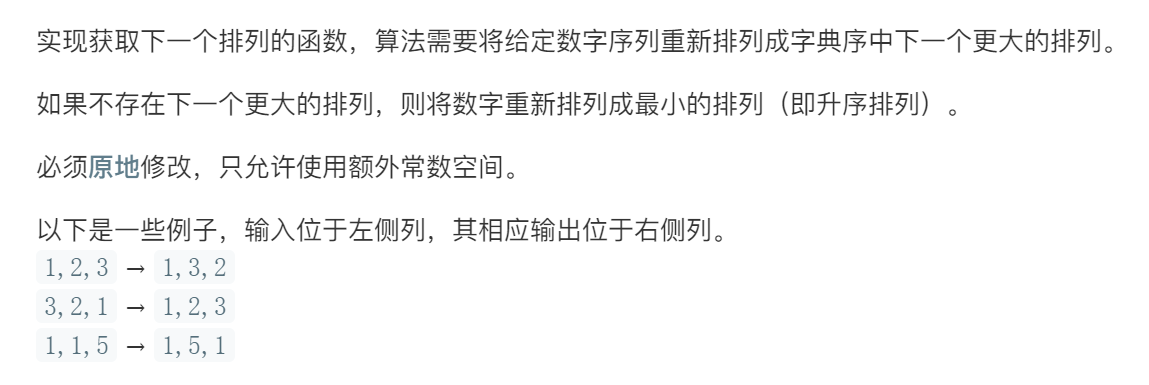 实现获取下一个排列的函数，算法需要将给定数字序列重新排列成字典序中下一个更大的排列。
如果不存在下一个更大的排列，则将数字重新排列成最小的排列（即升序排列）。
必须原地修改，只允许使用额外常数空间。
以下是一些例子，输入位于左侧列，其相应输出位于右侧列。
1,2,3 → 1,3,2
3,2,1 → 1,2,3
1,1,5 → 1,5,1